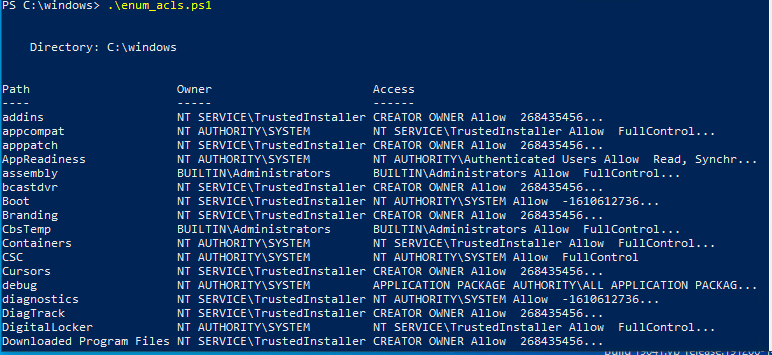 PS C:\windows> .\enum_acls.ps1
Directory: C:\windows
Path Owner Access
---- ----- ------
addins NT SERVICE\TrustedInstaller CREATOR OWNER Allow 268435456...
appcompat NT AUTHORITY\SYSTEM NT SERVICE\TrustedInstaller Allow FullControl...
apppatch NT SERVICE\TrustedInstaller CREATOR OWNER Allow 268435456...
AppReadiness NT AUTHORITY\SYSTEM NT AUTHORITY\Authenticated Users Allow Read, Synchr...
assembly BUILTIN\Administrators BUILTIN\Administrators Allow FullControl...
bcastdvr NT SERVICE\TrustedInstaller CREATOR OWNER Allow 268435456...
Boot NT SERVICE\TrustedInstaller NT AUTHORITY\SYSTEM Allow -1610612736...
Branding NT SERVICE\TrustedInstaller CREATOR OWNER Allow 268435456...
CbsTemp BUILTIN\Administrators BUILTIN\Administrators Allow FullControl...
Containers NT AUTHORITY\SYSTEM NT SERVICE\TrustedInstaller Allow FullControl...
CSC NT AUTHORITY\SYSTEM NT AUTHORITY\SYSTEM Allow FullControl
Cursors NT SERVICE\TrustedInstaller CREATOR OWNER Allow 268435456...
debug NT AUTHORITY\SYSTEM APPLICATION PACKAGE AUTHORITY\ALL APPLICATION PACKAG...
diagnostics NT SERVICE\TrustedInstaller NT AUTHORITY\SYSTEM Allow -1610612736...
DiagTrack NT SERVICE\TrustedInstaller CREATOR OWNER Allow 268435456...
DigitalLocker NT AUTHORITY\SYSTEM NT SERVICE\TrustedInstaller Allow FullControl...
Downloaded Program Files NT SERVICE\TrustedInstaller CREATOR OWNER Allow 268435456...